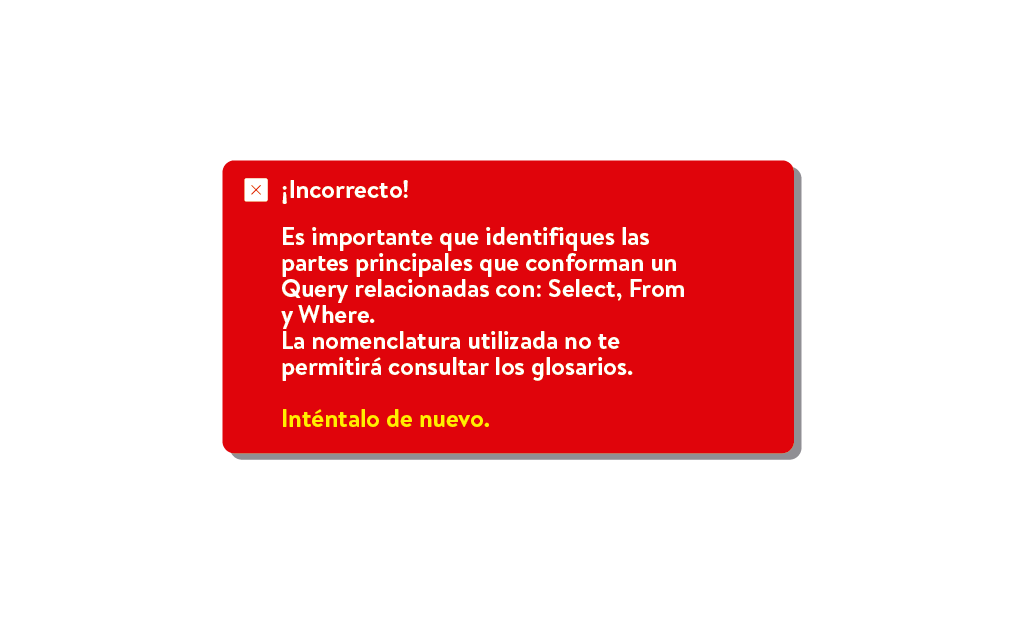 ¡Incorrecto!
Es importante que identifiques las
partes principales que conforman un
Query relacionadas con: Select, From
y Where.
La nomenclatura utilizada no te
permitirá consultar los glosarios.
Inténtalo de nuevo.